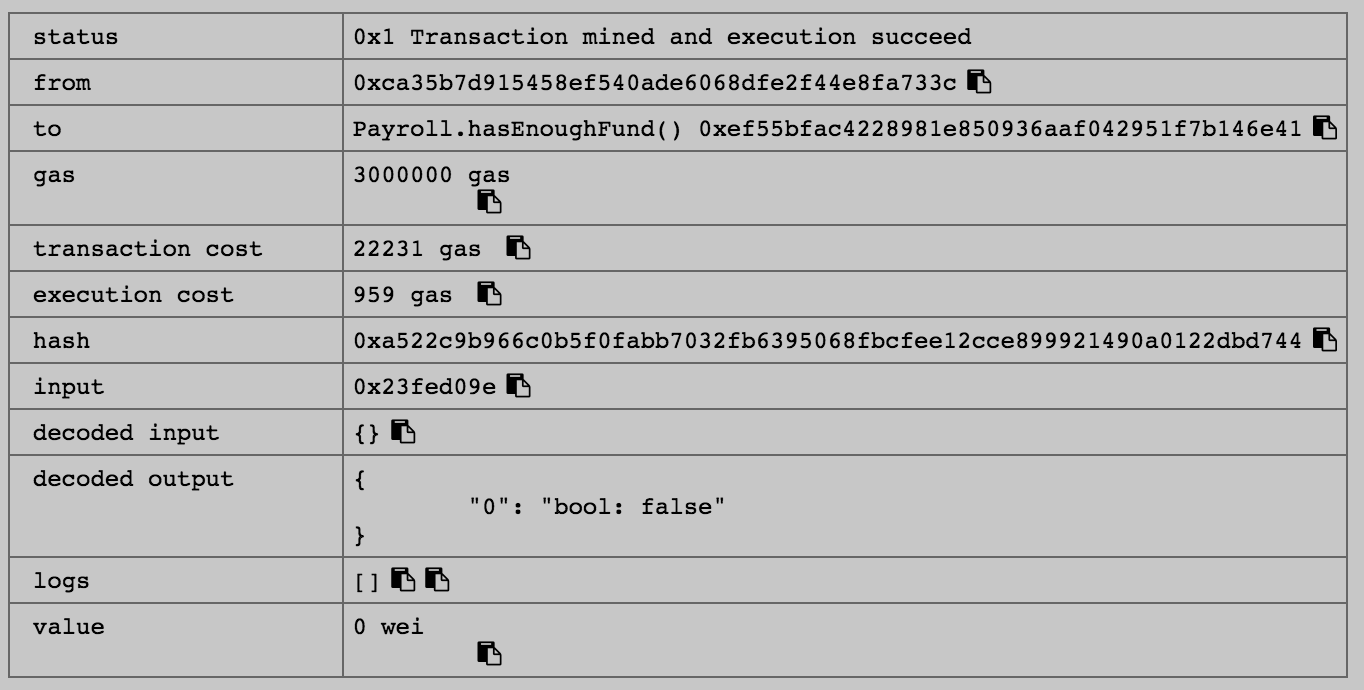 status 0x1 Transaction mined and execution succeed
from 0xca35b7d915458ef540ade6068dfe2f44e8fa733c
to Payroll.hasEnoughFund() 0xef55bfac4228981e850936aaf042951f7b146e41
gas 3000000 gas
transaction cost 22231 gas
execution cost 959 gas
hash 0xa522c9b966c0b5f0fabb7032fb6395068fbcfee12cce899921490a0122dbd744
input 0x23fed09e
decoded input {}
decoded output {
"0": "bool: false"
}
logs []
value 0 wei